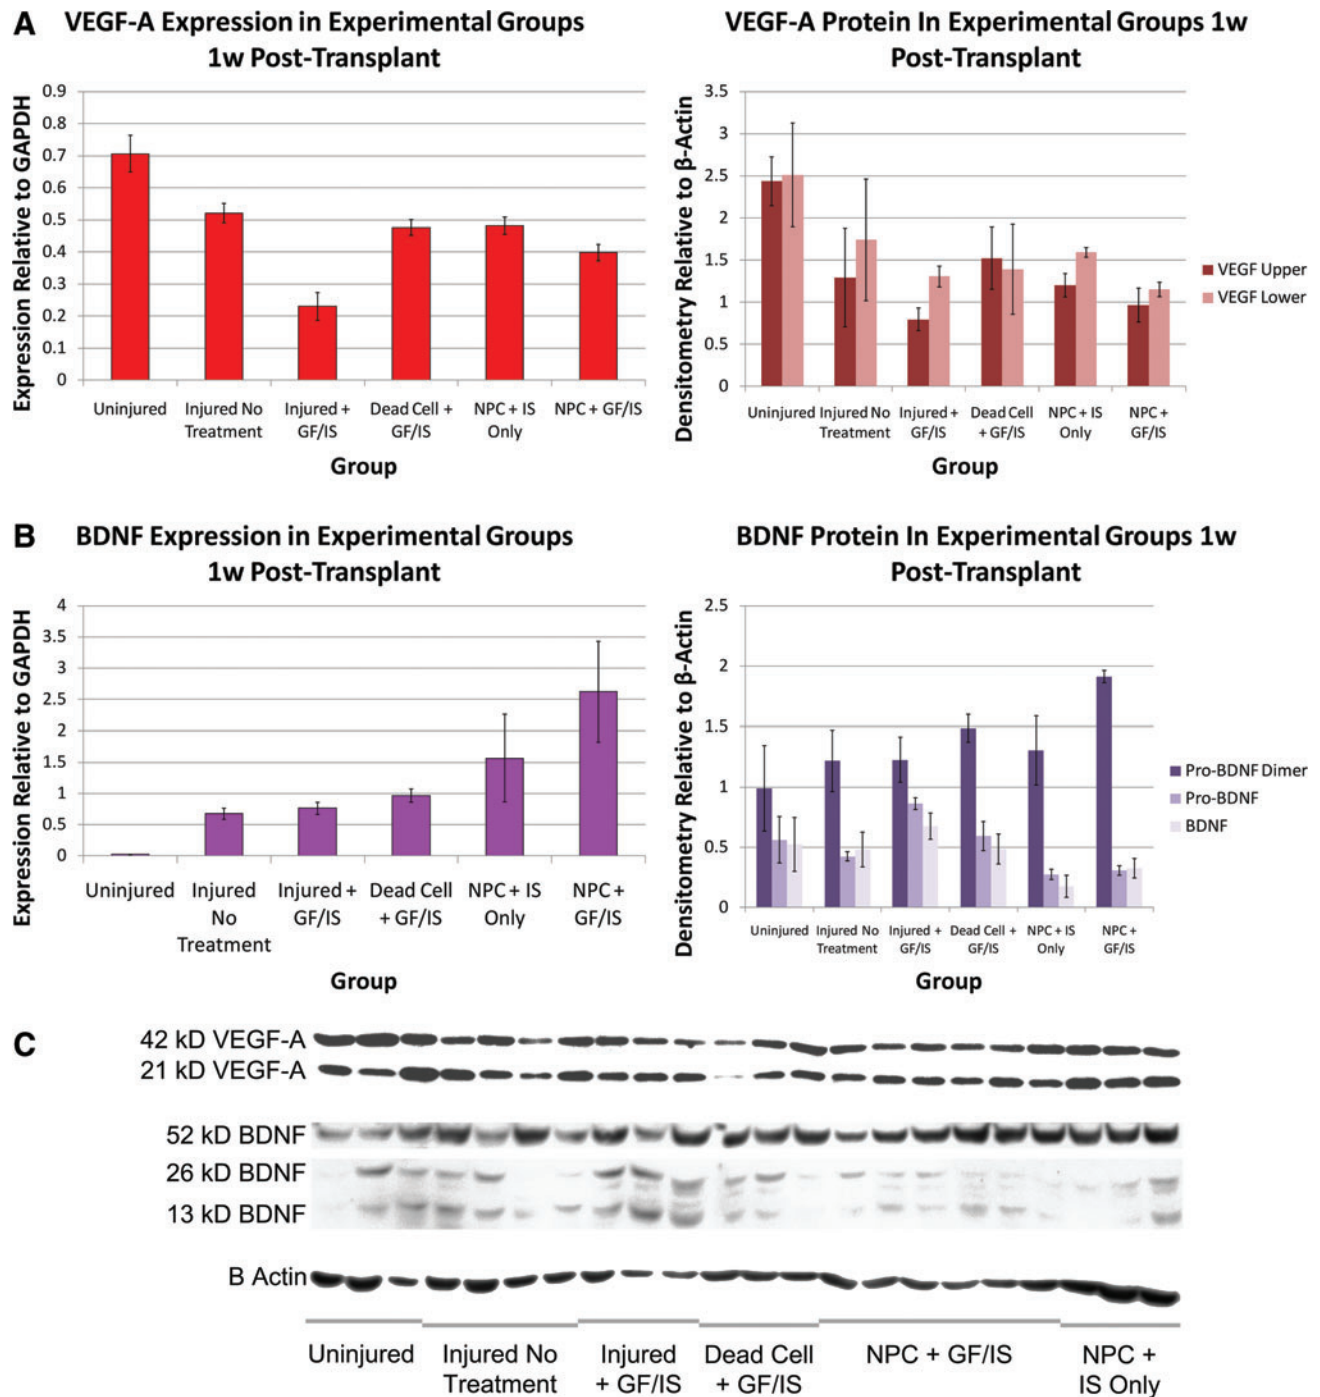 A
VEGF-A Expression in Experimental Groups
1w Post-Transplant
Expression Relative to GAPDH
0.9
0.8
0.7
0.6
0.5
0.4
0.3
0.2
0.1
0
Uninjured
Injured No
Treatment
Injured +
GF/IS
Dead Cell +
GF/IS
NPC + IS
Only
NPC + GF/IS
Group
VEGF-A Protein In Experimental Groups 1w
Post-Transplant
Densitometry Relative to β-Actin
3.5
3
2.5
2
1.5
1
0.5
0
Uninjured
Injured No
Treatment
Injured +
GF/IS
Dead Cell
+ GF/IS
NPC + IS
Only
NPC +
GF/IS
Group
VEGF Upper
VEGF Lower
B
BDNF Expression in Experimental Groups
1w Post-Transplant
Expression Relative to GAPDH
4
3.5
3
2.5
2
1.5
1
0.5
0
Uninjured
Injured
No
Treatment
Injured +
GF/IS
Dead Cell
+ GF/IS
NPC + IS
Only
NPC +
GF/IS
Group
BDNF Protein In Experimental Groups 1w
Post-Transplant
Densitometry Relative to β-Actin
2.5
2
1.5
1
0.5
0
Uninjured
Injured No
Treatment
Injured +
GF/IS
Dead Cell +
GF/IS
NPC + IS
Only
NPC +
GF/IS
Group
Pro-BDNF Dimer
Pro-BDNF
BDNF
C
42 kD VEGF-A
21 kD VEGF-A
52 kD BDNF
26 kD BDNF
13 kD BDNF
B Actin
Uninjured
Injured No
Treatment
Injured
+ GF/IS
Dead Cell
+ GF/IS
NPC + GF/IS
NPC +
IS Only